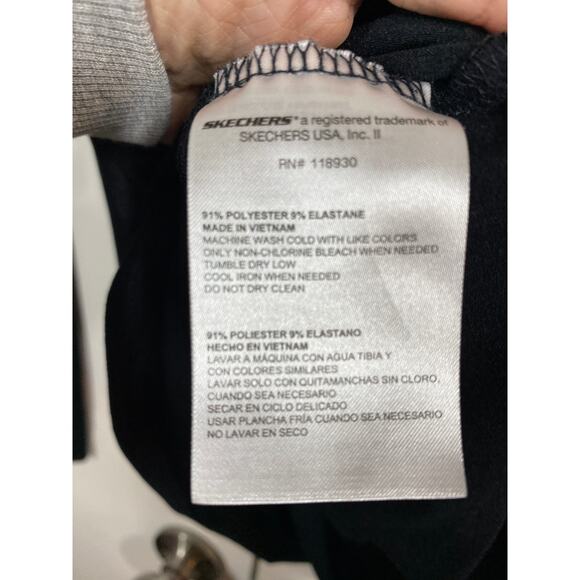 SKECHERS® a registered trademark of
SKECHERS USA, Inc. II
RN# 118930
91% POLYESTER 9% ELASTANE
MADE IN VIETNAM
MACHINE WASH COLD WITH LIKE COLORS
ONLY NON-CHLORINE BLEACH WHEN NEEDED
TUMBLE DRY LOW
COOL IRON WHEN NEEDED
DO NOT DRY CLEAN
91% POLIESTER 9% ELASTANO
HECHO EN VIETNAM
LAVAR A MÁQUINA CON AGUA TIBIA Y
CON COLORES SIMILARES
LAVAR SOLO CON QUITAMANCHAS SIN CLORO,
CUANDO SEA NECESARIO
SECAR EN CICLO DELICADO
USAR PLANCHA FRÍA CUANDO SEA NECESARIO
NO LAVAR EN SECO